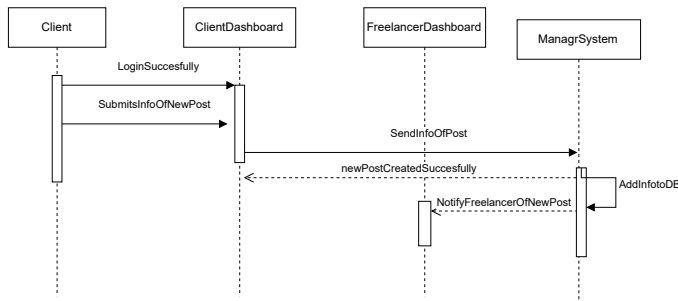 Client
ClientDashboard
FreelancerDashboard
ManagrSystem
LoginSuccesfully
SubmitsInfoOfNewPost
SendInfoOfPost
newPostCreatedSuccesfully
AddInfotoDB
NotifyFreelancerOfNewPost